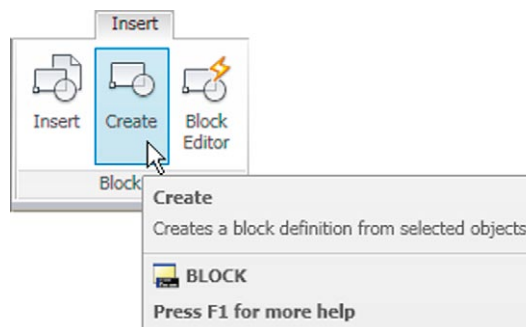 Insert
Insert Create Block
Editor
Block
Create
Creates a block definition from selected objects
BLOCK
Press F1 for more help